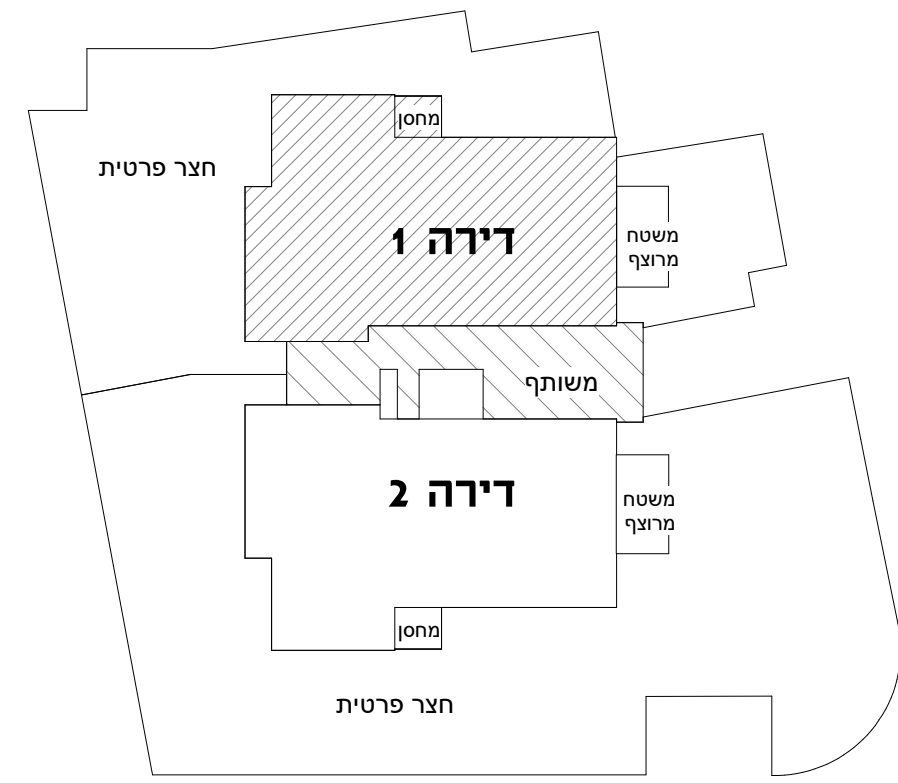 מחסן
חצר פרטית
דירה 1
משטח
מרוצף
משותף
דירה 2
משטח
מרוצף
מחסן
חצר פרטית